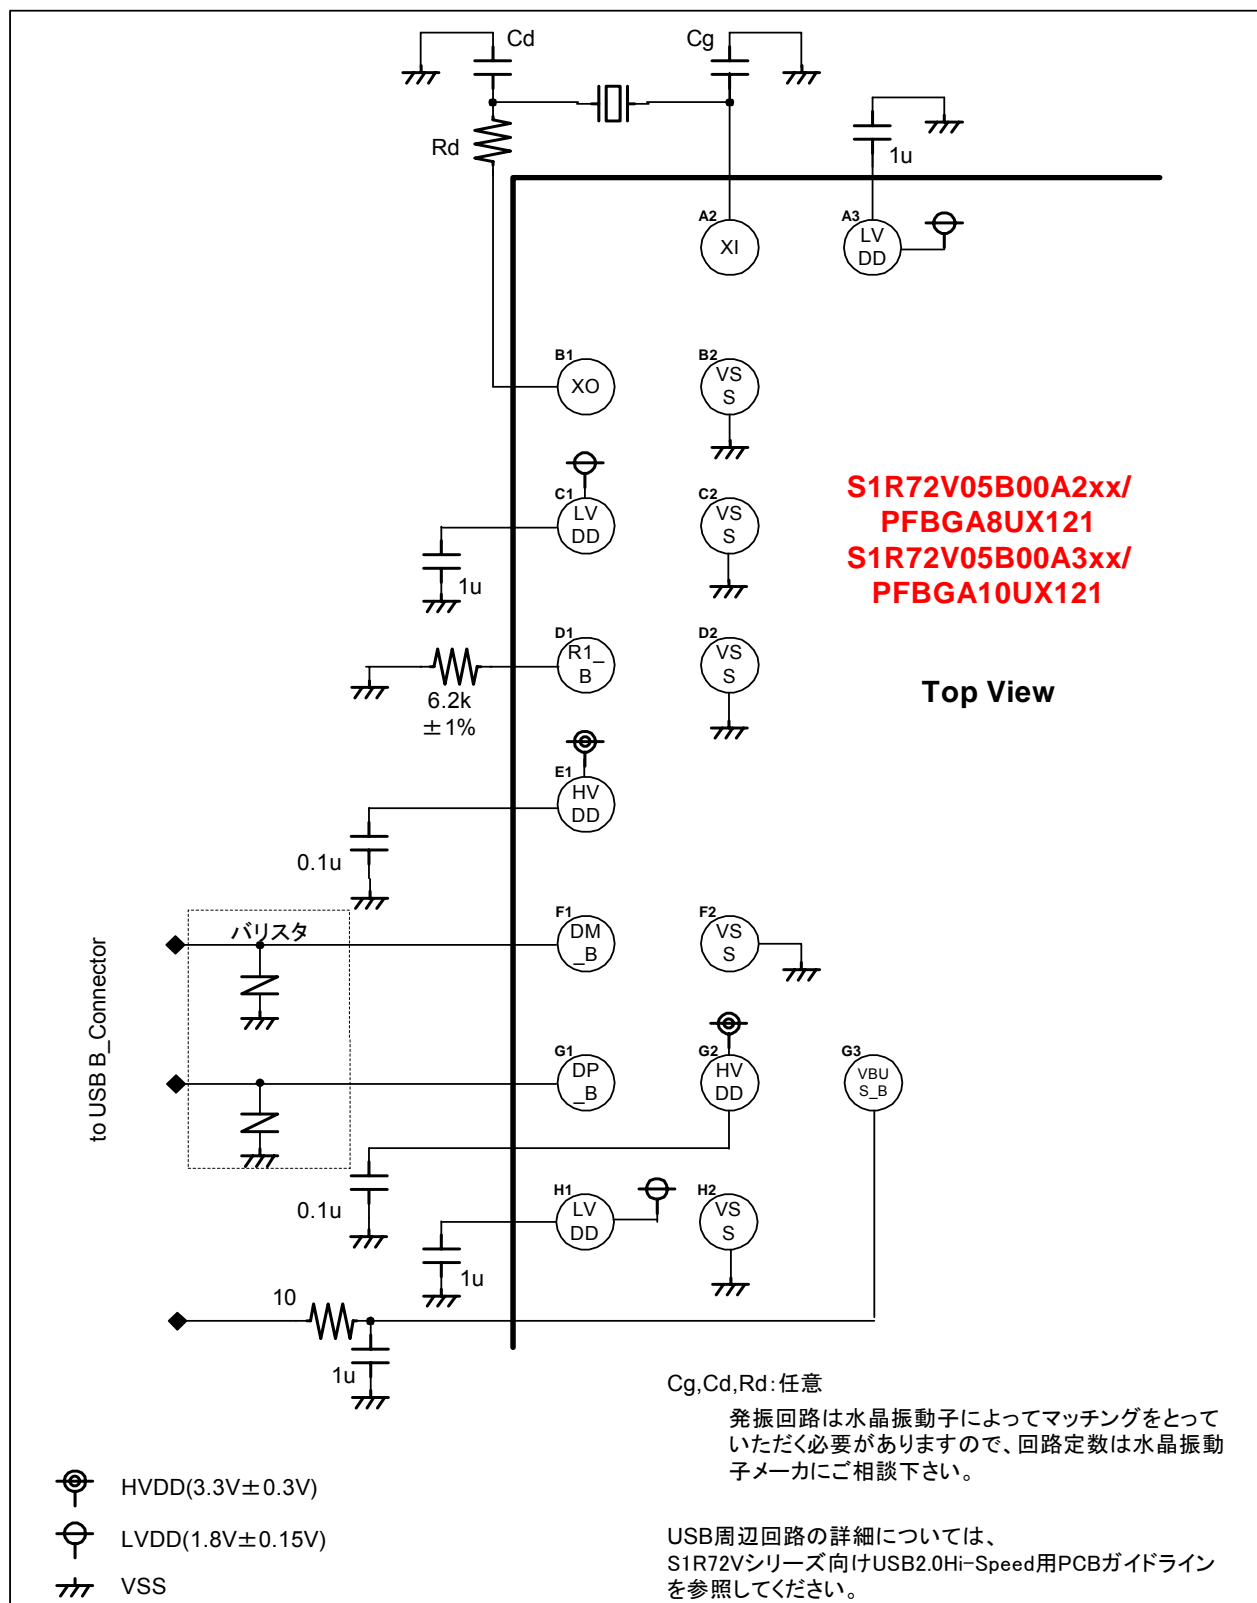 Cd
Cg
Rd
1u
A2
XI
A3
LV
DD
B1
XO
B2
VS
S
C1
LV
DD
C2
VS
S
S1R72V05B00A2xx/
PFBGA8UX121
S1R72V05B00A3xx/
PFBGA10UX121
1u
D1
R1_
B
D2
VS
S
Top View
6.2k
±1%
E1
HV
DD
0.1u
バリスタ
F1
DM
_B
F2
VS
S
to USB B_Connector
G1
DP
_B
G2
HV
DD
G3
VBU
S_B
0.1u
H1
LV
DD
H2
VS
S
1u
10
1u
Cg,Cd,Rd:任意
発振回路は水晶振動子によってマッチングをとって
いただく必要がありますので、回路定数は水晶振動
子メーカにご相談下さい。
HVDD(3.3V±0.3V)
LVDD(1.8V±0.15V)
VSS
USB周辺回路の詳細については、
S1R72Vシリーズ向けUSB2.0Hi-Speed用PCBガイドライン
を参照してください。